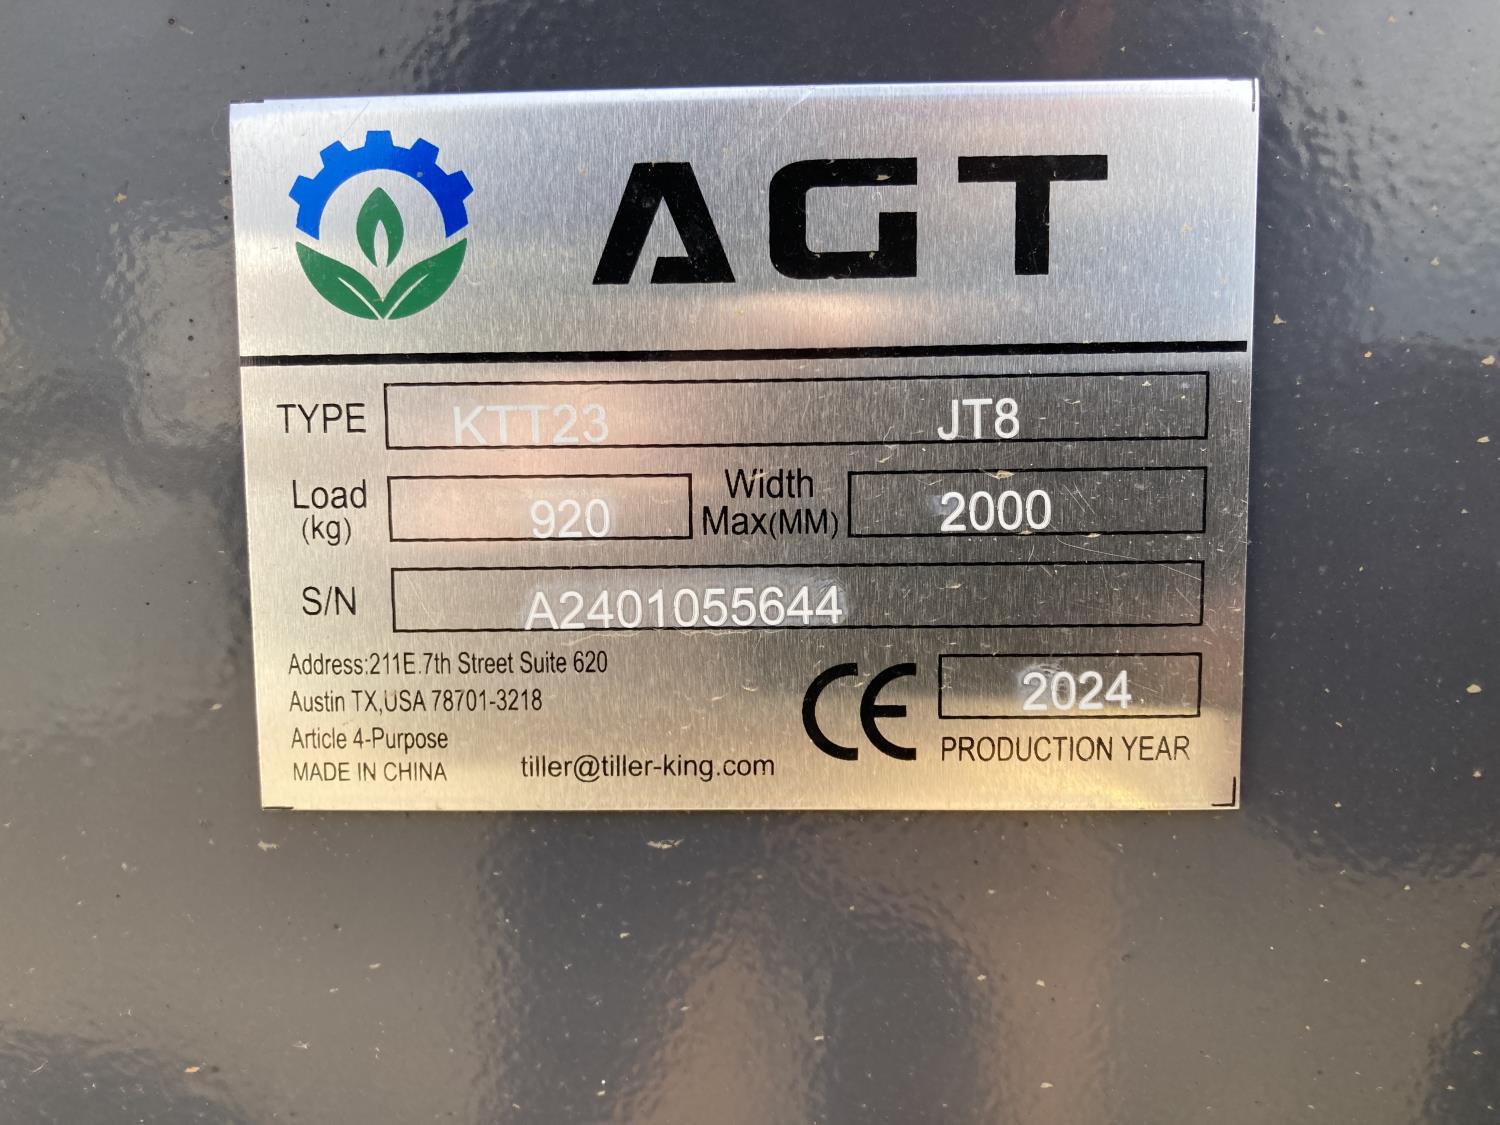 AGT
TYPE KTT23 JT8
Load (kg) 920 Width Max(MM) 2000
S/N A2401055644
Address:211E.7th Street Suite 620
Austin TX,USA 78701-3218
Article 4-Purpose
MADE IN CHINA
tiller@tiller-king.com
CE
2024
PRODUCTION YEAR